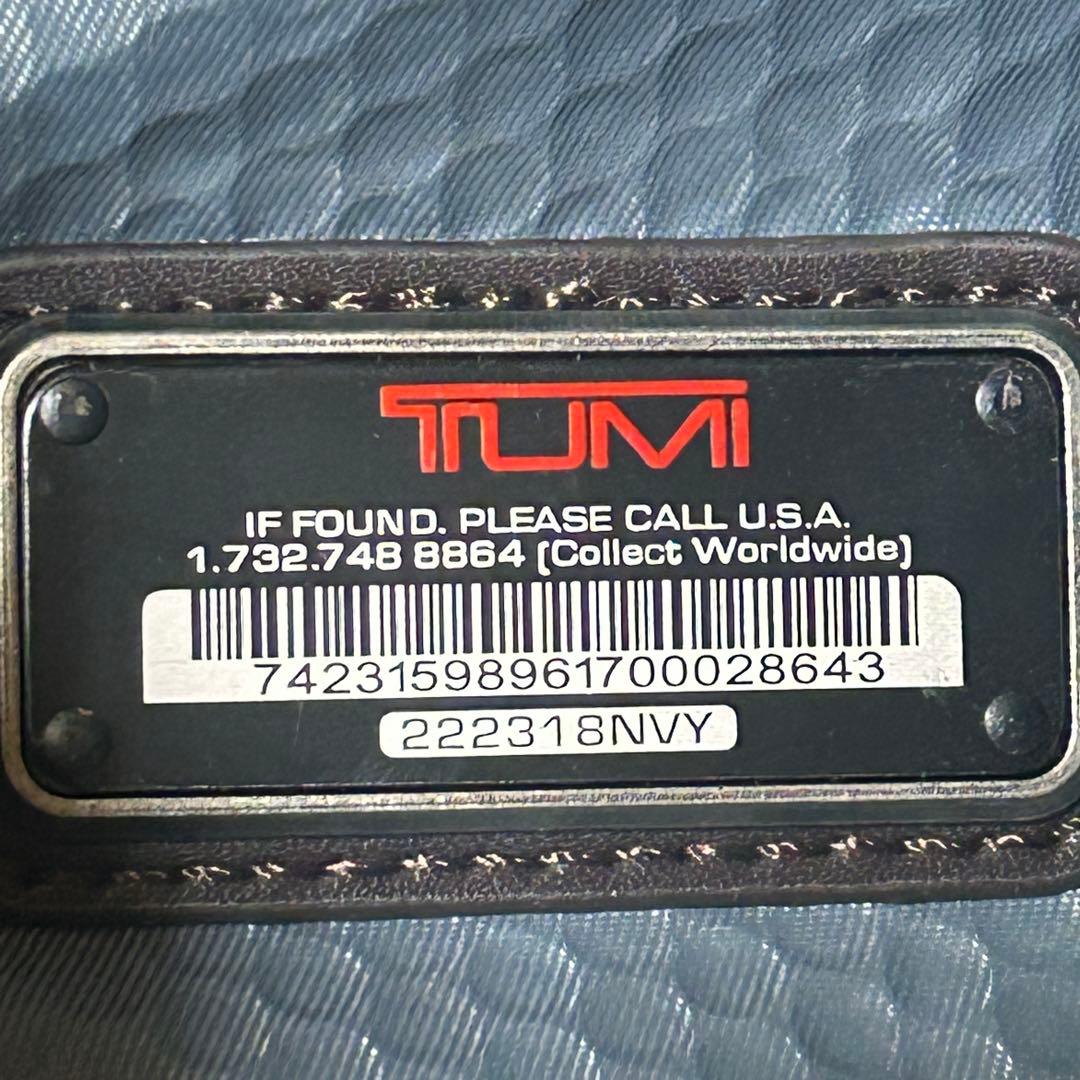 TUMI
IF FOUND. PLEASE CALL U.S.A.
1.732.748 8864 (Collect Worldwide)
74231598961700028643
222318NVY